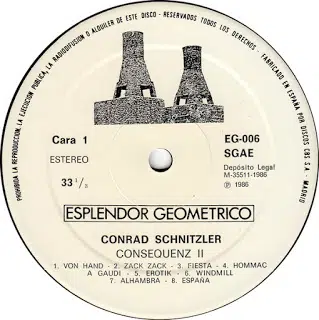 PROHIBIDA LA REPRODUCCION, LA EJECUCION PUBLICA, LA RADIODIFUSION O ALQUILER DE ESTE DISCO - RESERVADOS TODOS LOS DERECHOS - FABRICADO EN ESPAÑA POR DISCOS CBS S.A. - MADRID
Cara 1
ESTEREO
33 1/3
EG-006
SGAE
Depósito Legal
M-35511-1986
Ⓟ 1986
ESPLENDOR GEOMETRICO
CONRAD SCHNITZLER
CONSEQUENZ II
1. VON HAND - 2. ZACK ZACK - 3. FIESTA - 4. HOMMAC
A GAUDI - 5. EROTIK - 6. WINDMILL
7. ALHAMBRA - 8. ESPAÑA